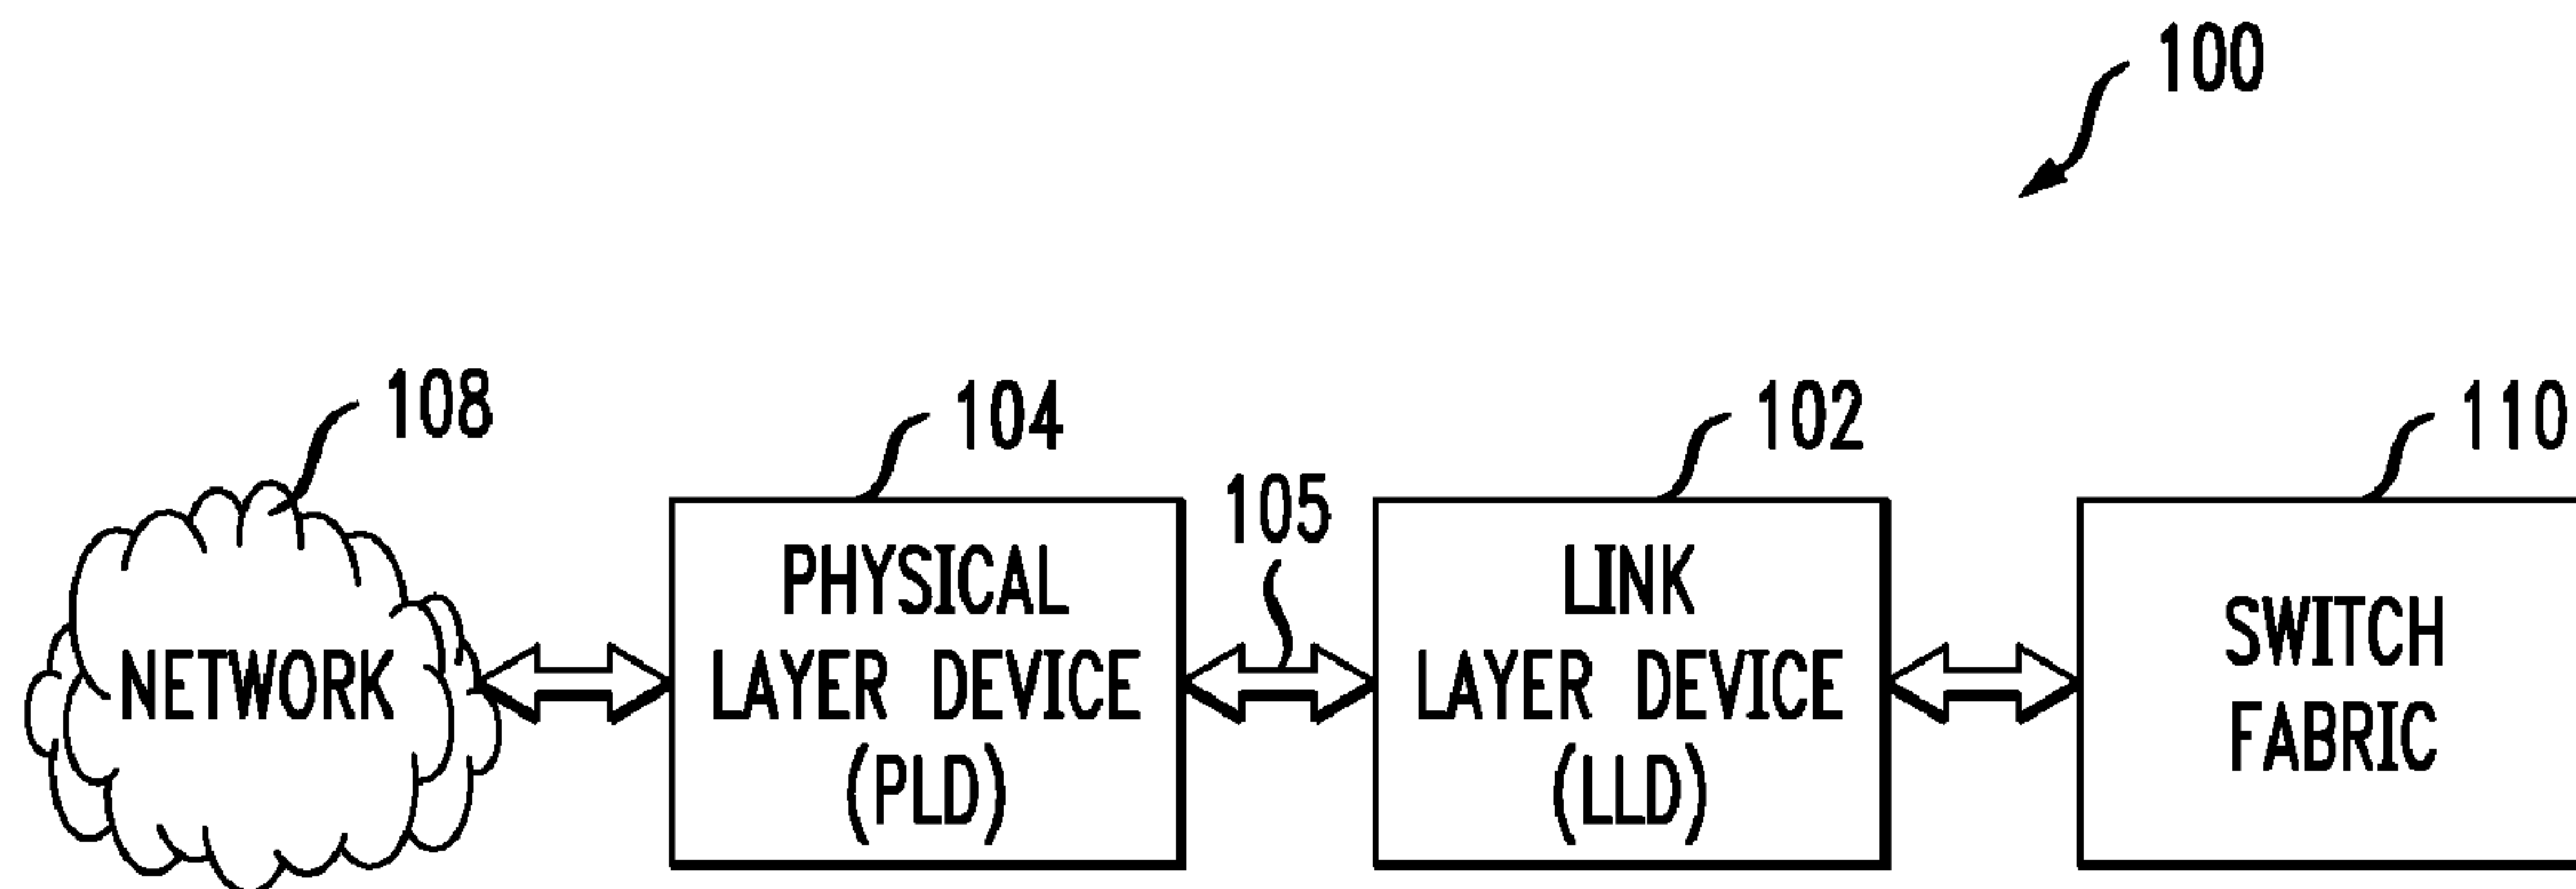 100
108
104
105
102
110
NETWORK
PHYSICAL
LAYER DEVICE
(PLD)
LINK
LAYER DEVICE
(LLD)
SWITCH
FABRIC